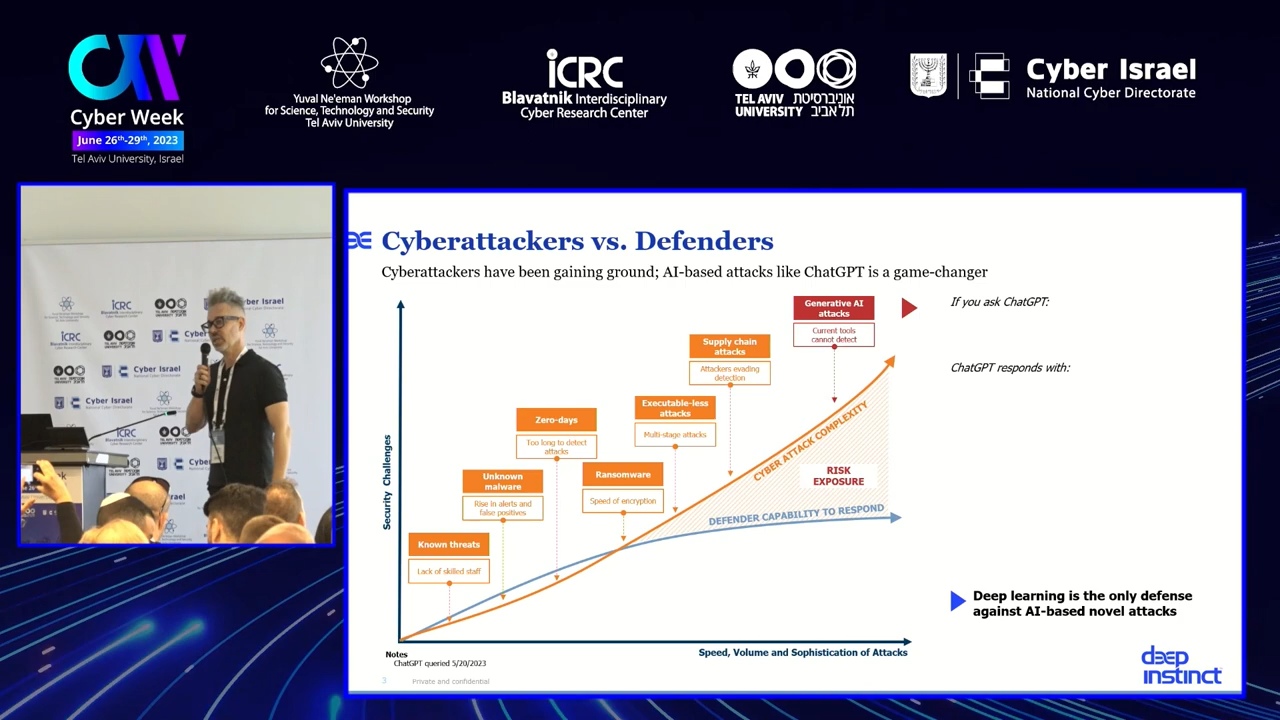 Cyber Week
June 26th-29th, 2023
Tel Aviv University, Israel
Yuval Ne'eman Workshop
for Science, Technology and Security
Tel Aviv University
iCRC
Blavatnik Interdisciplinary
Cyber Research Center
TEL AVIV אוניברסיטת
UNIVERSITY תל אביב
Cyber Israel
National Cyber Directorate
Cyberattackers vs. Defenders
Cyberattackers have been gaining ground; AI-based attacks like ChatGPT is a game-changer
Security Challenges
Known threats
Lack of skilled staff
Unknown
malware
Rise in alerts and
false positives
Zero-days
Too long to detect
attacks
Ransomware
Speed of encryption
Executable-less
attacks
Multi-stage attacks
Supply chain
attacks
Attackers evading
detection
Generative AI
attacks
Current tools
cannot detect
CYBER ATTACK COMPLEXITY
RISK
EXPOSURE
DEFENDER CAPABILITY TO RESPOND
Speed, Volume and Sophistication of Attacks
If you ask ChatGPT:
ChatGPT responds with:
Deep learning is the only defense
against AI-based novel attacks
Notes
ChatGPT queried 5/20/2023
3
Private and confidential
deep
instinct